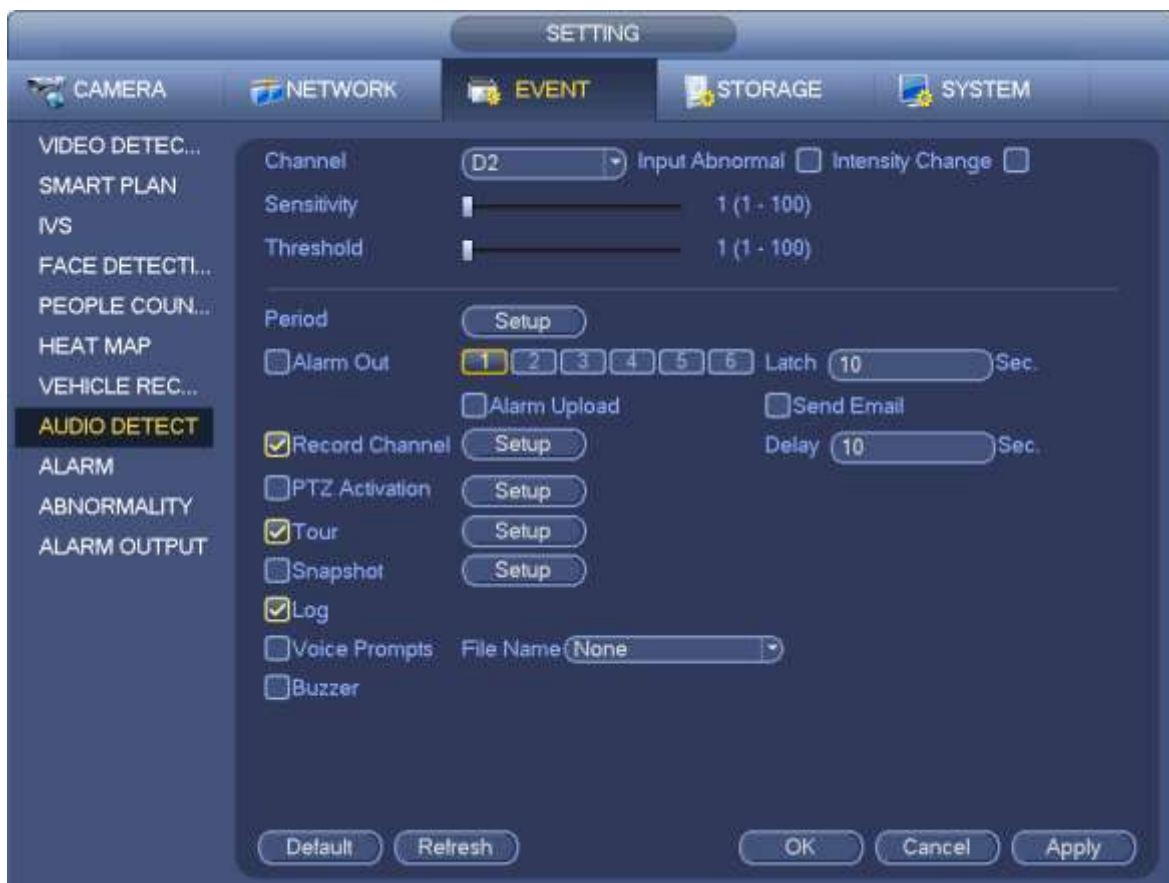 SETTING
CAMERA NETWORK EVENT STORAGE SYSTEM
VIDEO DETEC...
SMART PLAN
IVS
FACE DETECTI...
PEOPLE COUN...
HEAT MAP
VEHICLE REC...
AUDIO DETECT
ALARM
ABNORMALITY
ALARM OUTPUT
Channel D2 Input Abnormal Intensity Change
Sensitivity 1 (1 - 100)
Threshold 1 (1 - 100)
Period Setup
Alarm Out 1 2 3 4 5 6 Latch 10 Sec.
Alarm Upload Send Email
Record Channel Setup Delay 10 Sec.
PTZ Activation Setup
Tour Setup
Snapshot Setup
Log
Voice Prompts File Name None
Buzzer
Default Refresh OK Cancel Apply